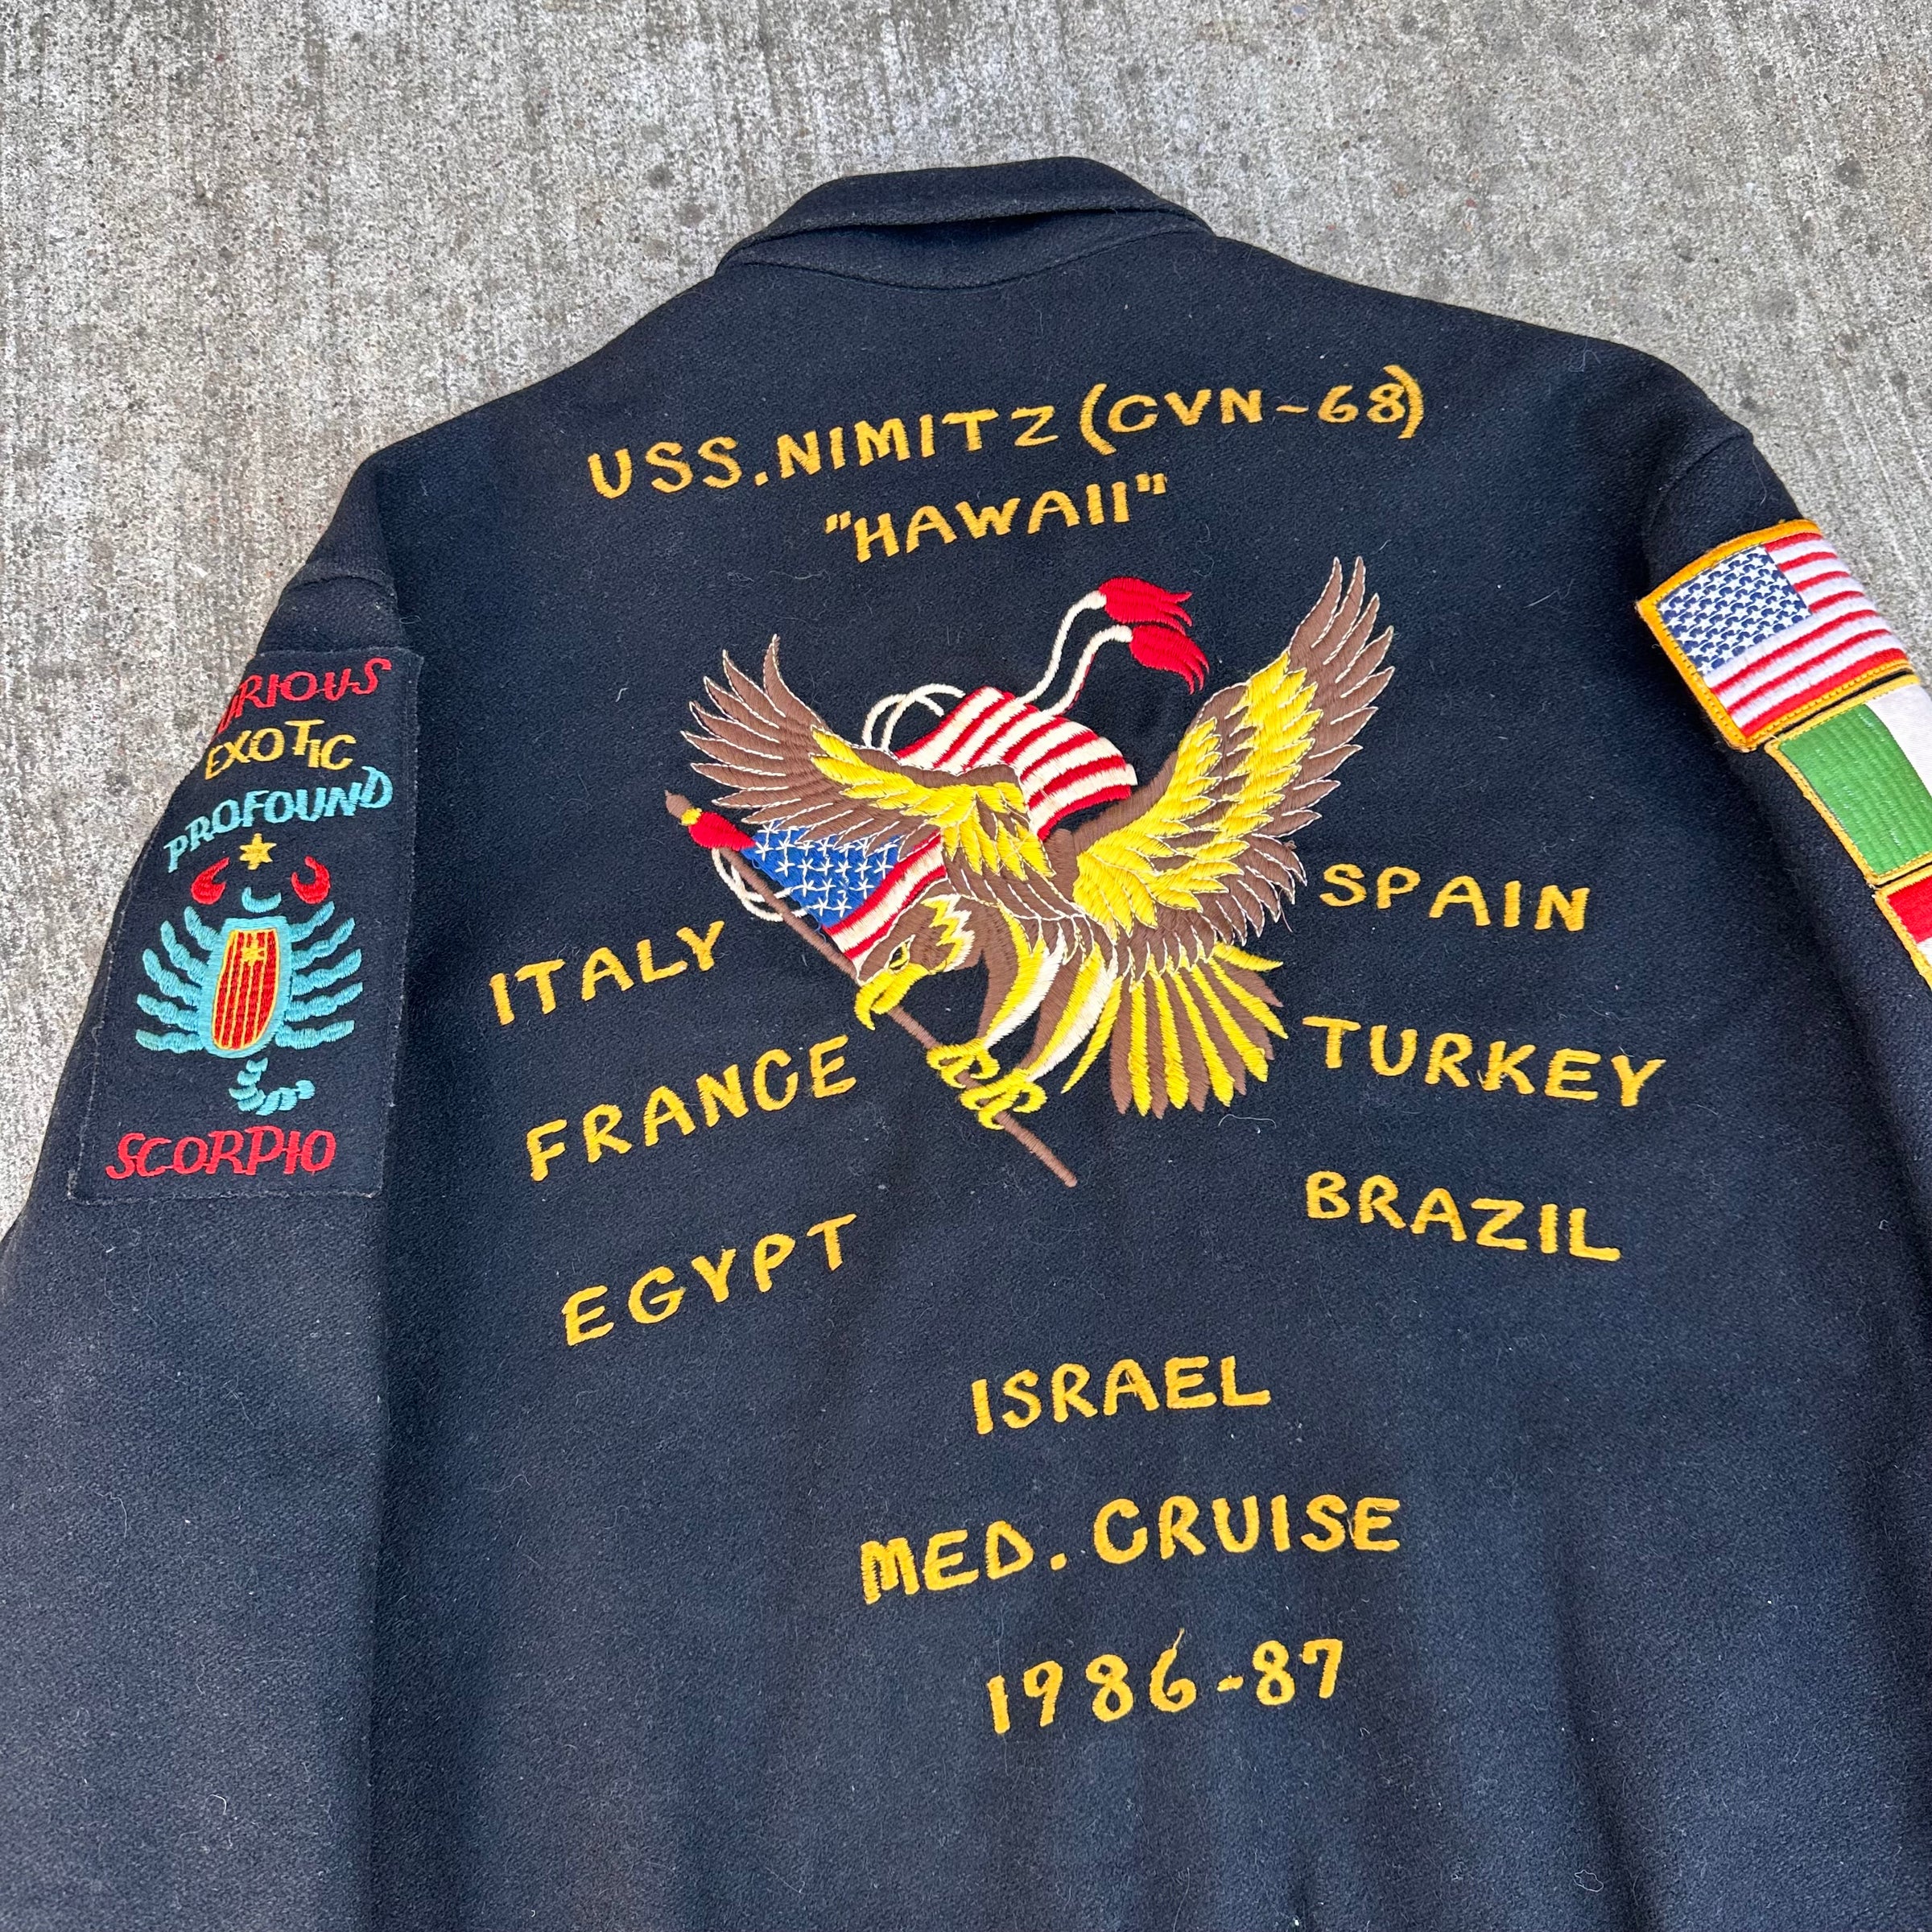 USS.NIMITZ (CVN-68)
"HAWAII"
ITALY
FRANCE
EGYPT
SPAIN
TURKEY
BRAZIL
ISRAEL
MED. CRUISE
1986-87
EXOTIC
PROFOUND
SCORPIO